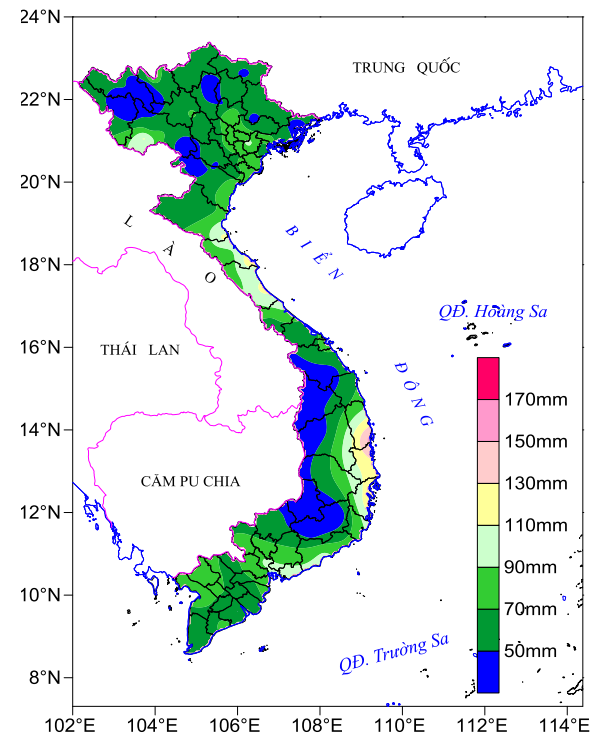 24°N
TRUNG QUỐC
22°N
20°N
LÀO
BIỂN
18°N
QĐ. Hoàng Sa
16°N
THÁI LAN
ĐÔNG
170mm
150mm
14°N
130mm
CĂM PU CHIA
110mm
12°N
90mm
70mm
10°N
50mm
QĐ. Trường Sa
8°N
102°E 104°E 106°E 108°E 110°E 112°E 114°E